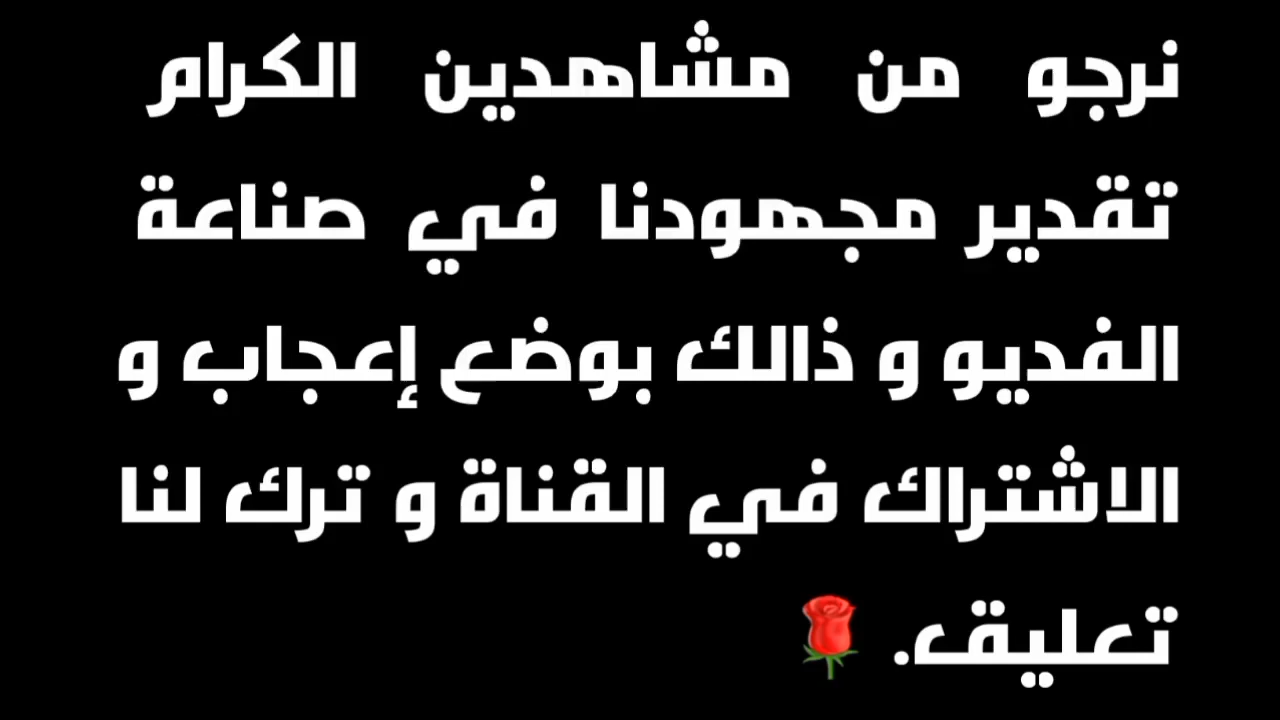 نرجو من مشاهدين الكرام
تقدير مجهودنا في صناعة
الفديو و ذالك بوضع إعجاب و
الاشتراك في القناة و ترك لنا
تعليق. 🌹